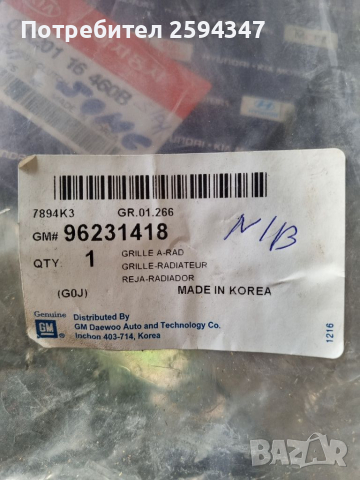 Потребител 2594347
7894K3 GR.01.266
GM# 96231418
N/B
QTY. 1
GRILLE A-RAD
GRILLE-RADIATEUR
REJA-RADIADOR
(G0J) MADE IN KOREA
Genuine
GM
Distributed By
GM Daewoo Auto and Technology Co.
Inchon 403-714, Korea
1216
BAZAR